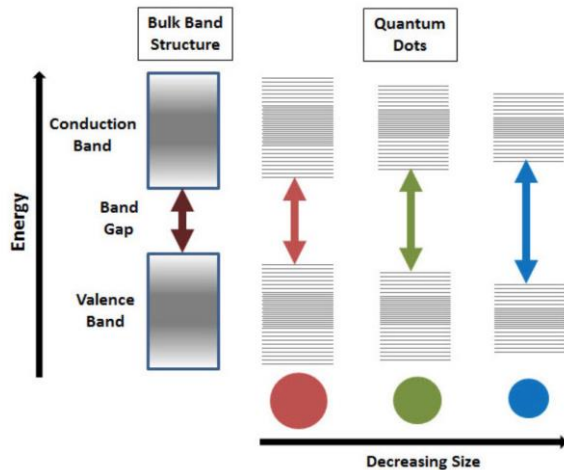 Bulk Band
Structure
Quantum
Dots
Conduction
Band
Band
Gap
Valence
Band
Energy
Decreasing Size